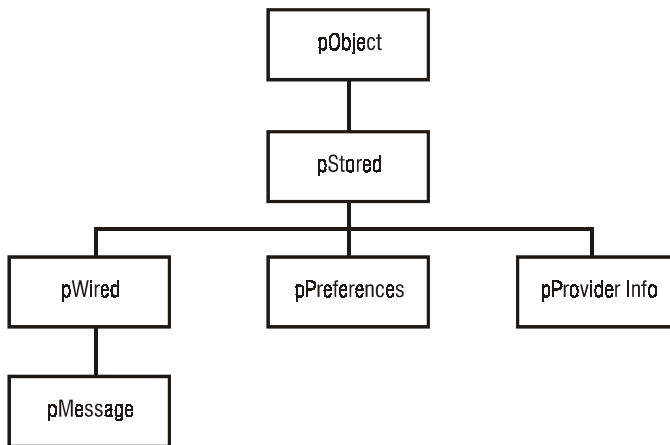 pObject
pStored
pWired
pPreferences
pProvider Info
pMessage